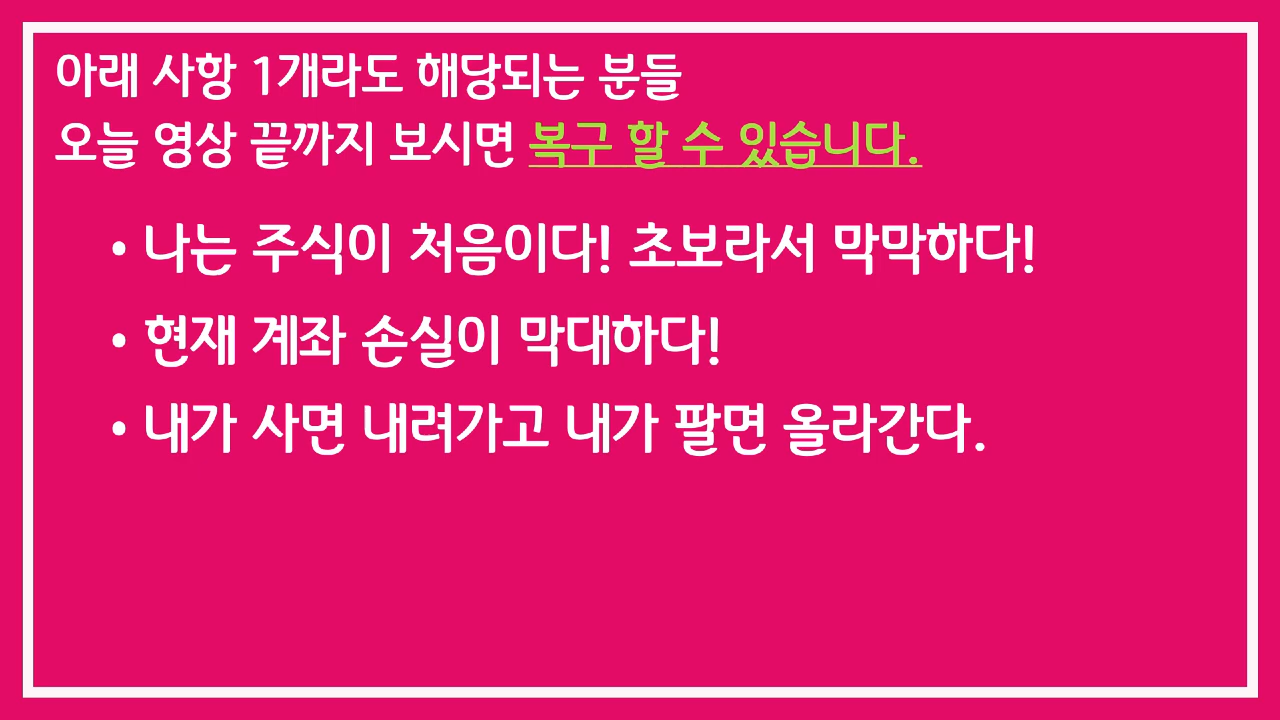 아래 사항 1개라도 해당되는 분들
오늘 영상 끝까지 보시면 복구 할 수 있습니다.
• 나는 주식이 처음이다! 초보라서 막막하다!
• 현재 계좌 손실이 막대하다!
• 내가 사면 내려가고 내가 팔면 올라간다.